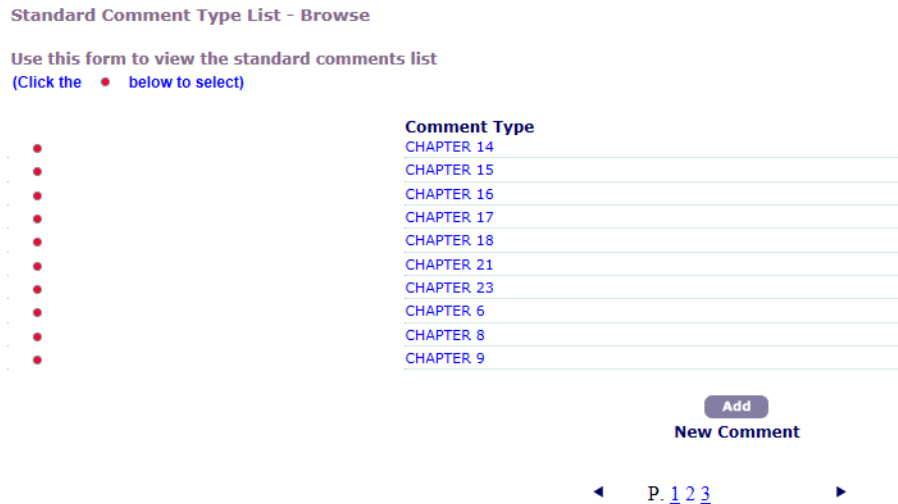 Standard Comment Type List - Browse
Use this form to view the standard comments list
(Click the below to select)
Comment Type
CHAPTER 14
CHAPTER 15
CHAPTER 16
CHAPTER 17
CHAPTER 18
CHAPTER 21
CHAPTER 23
CHAPTER 6
CHAPTER 8
CHAPTER 9
Add
New Comment
P. 1 2 3